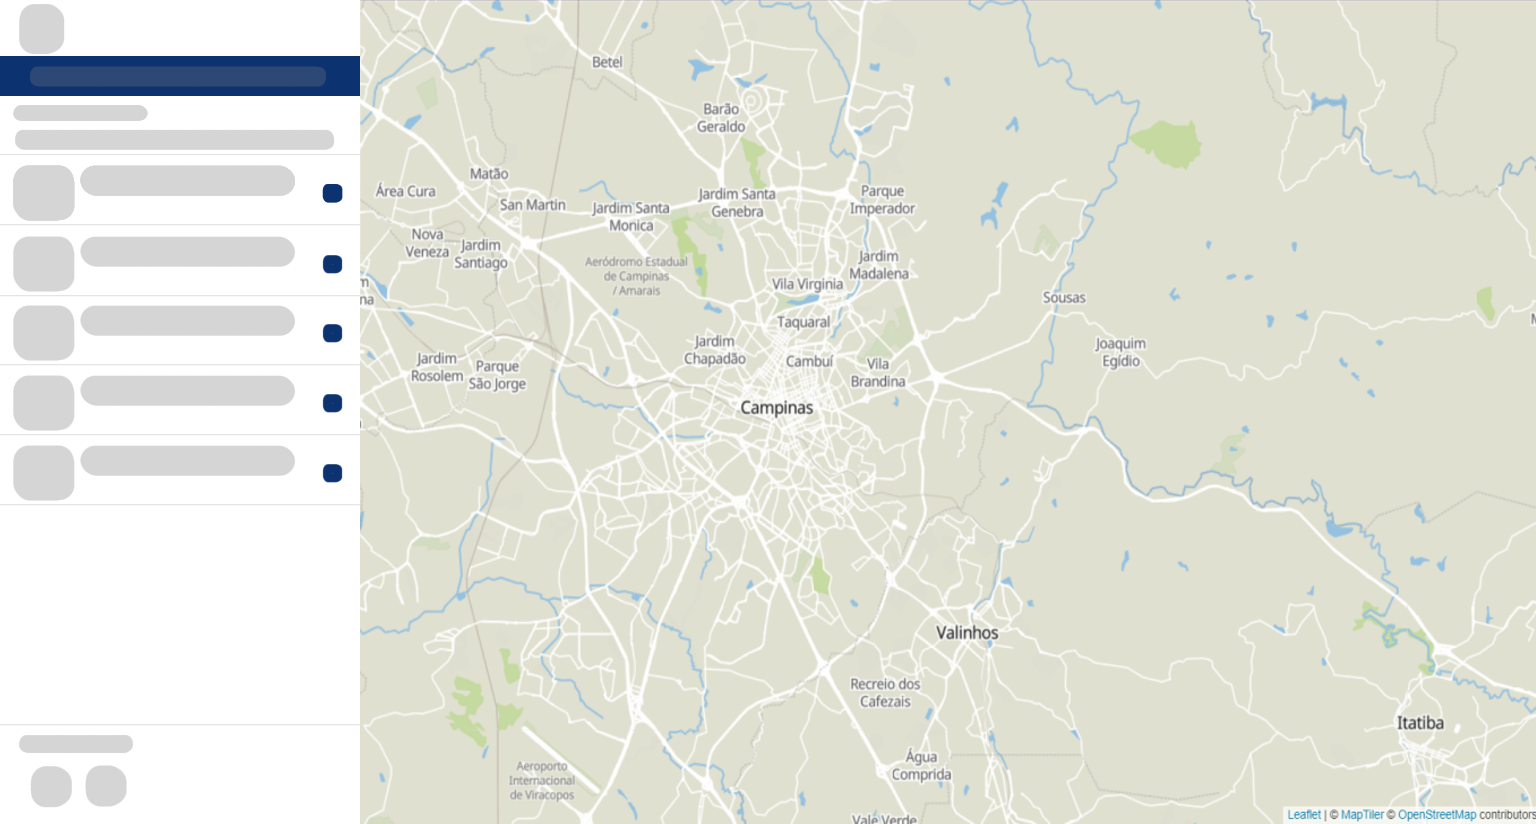 Betel
Barão
Geraldo
Matão
Área Cura
San Martin
Jardim Santa
Monica
Jardim Santa
Genebra
Parque
Imperador
Nova
Veneza
Jardim
Santiago
Aeródromo Estadual
de Campinas
/ Amarais
Jardim
Madalena
Vila Virginia
Sousas
Taquaral
Jardim
Chapadão
Cambuí
Vila
Brandina
Joaquim
Egídio
Jardim
Rosolem
Parque
São Jorge
Campinas
Valinhos
Recreio dos
Cafezais
Itatiba
Água
Comprida
Aeroporto
Internacional
de Viracopos
Vale Verde
Leaflet | © MapTiler © OpenStreetMap contributors